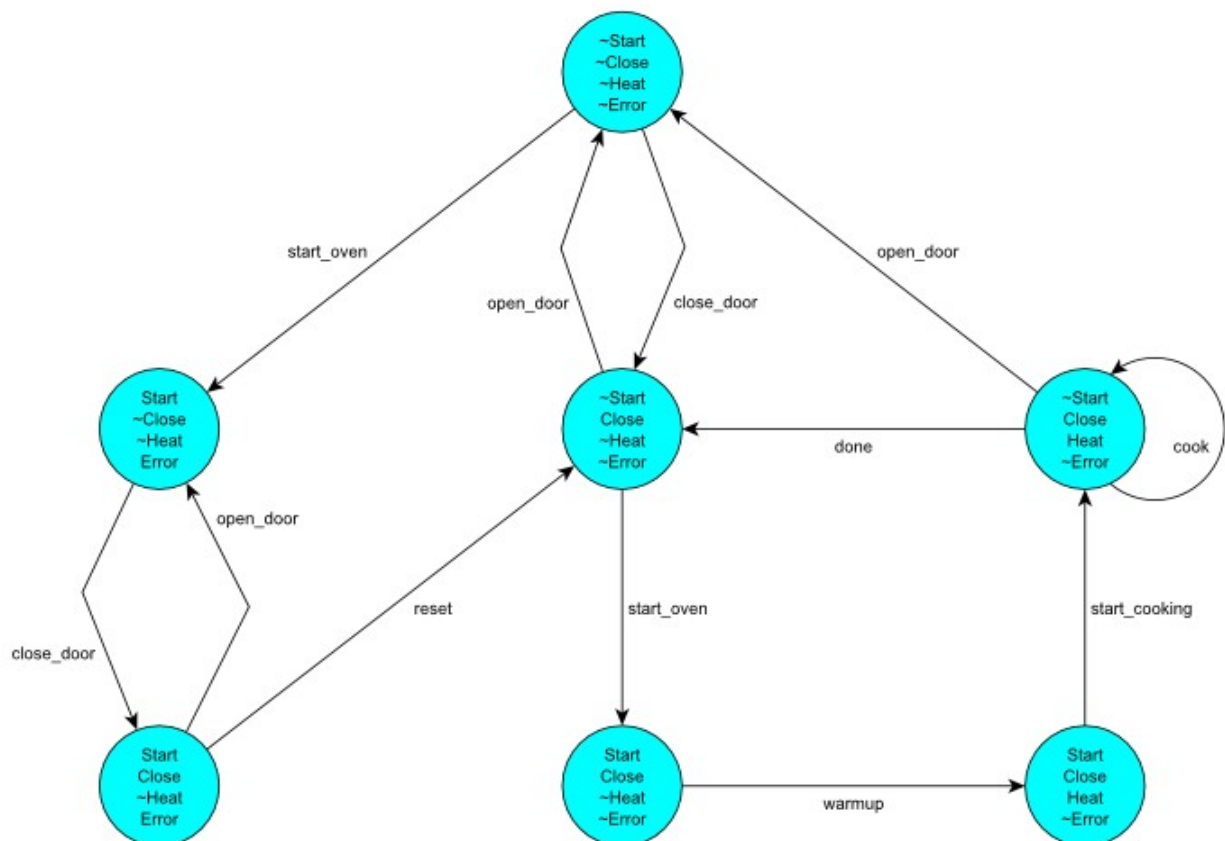 ~Start
~Close
~Heat
~Error
start_oven
open_door
open_door
close_door
Start
~Close
~Heat
Error
~Start
Close
~Heat
~Error
~Start
Close
Heat
~Error
done
cook
open_door
reset
start_oven
start_cooking
close_door
Start
Close
~Heat
Error
Start
Close
~Heat
~Error
warmup
Start
Close
Heat
~Error